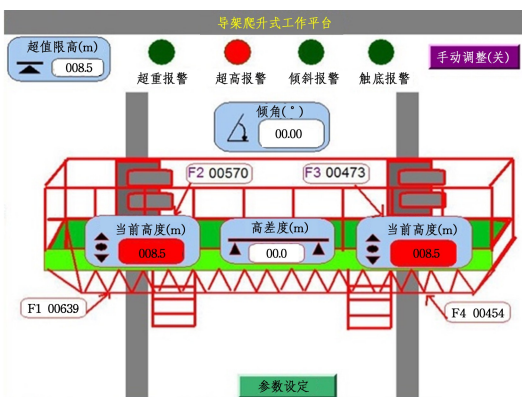 导架爬升式工作平台
超值限高(m)
008.5
超重报警
超高报警
倾斜报警
触底报警
手动调整(关)
倾角(°)
00.00
F2 00570
F3 00473
当前高度(m)
008.5
高差度(m)
00.0
当前高度(m)
008.5
F1 00639
F4 00454
参数设定